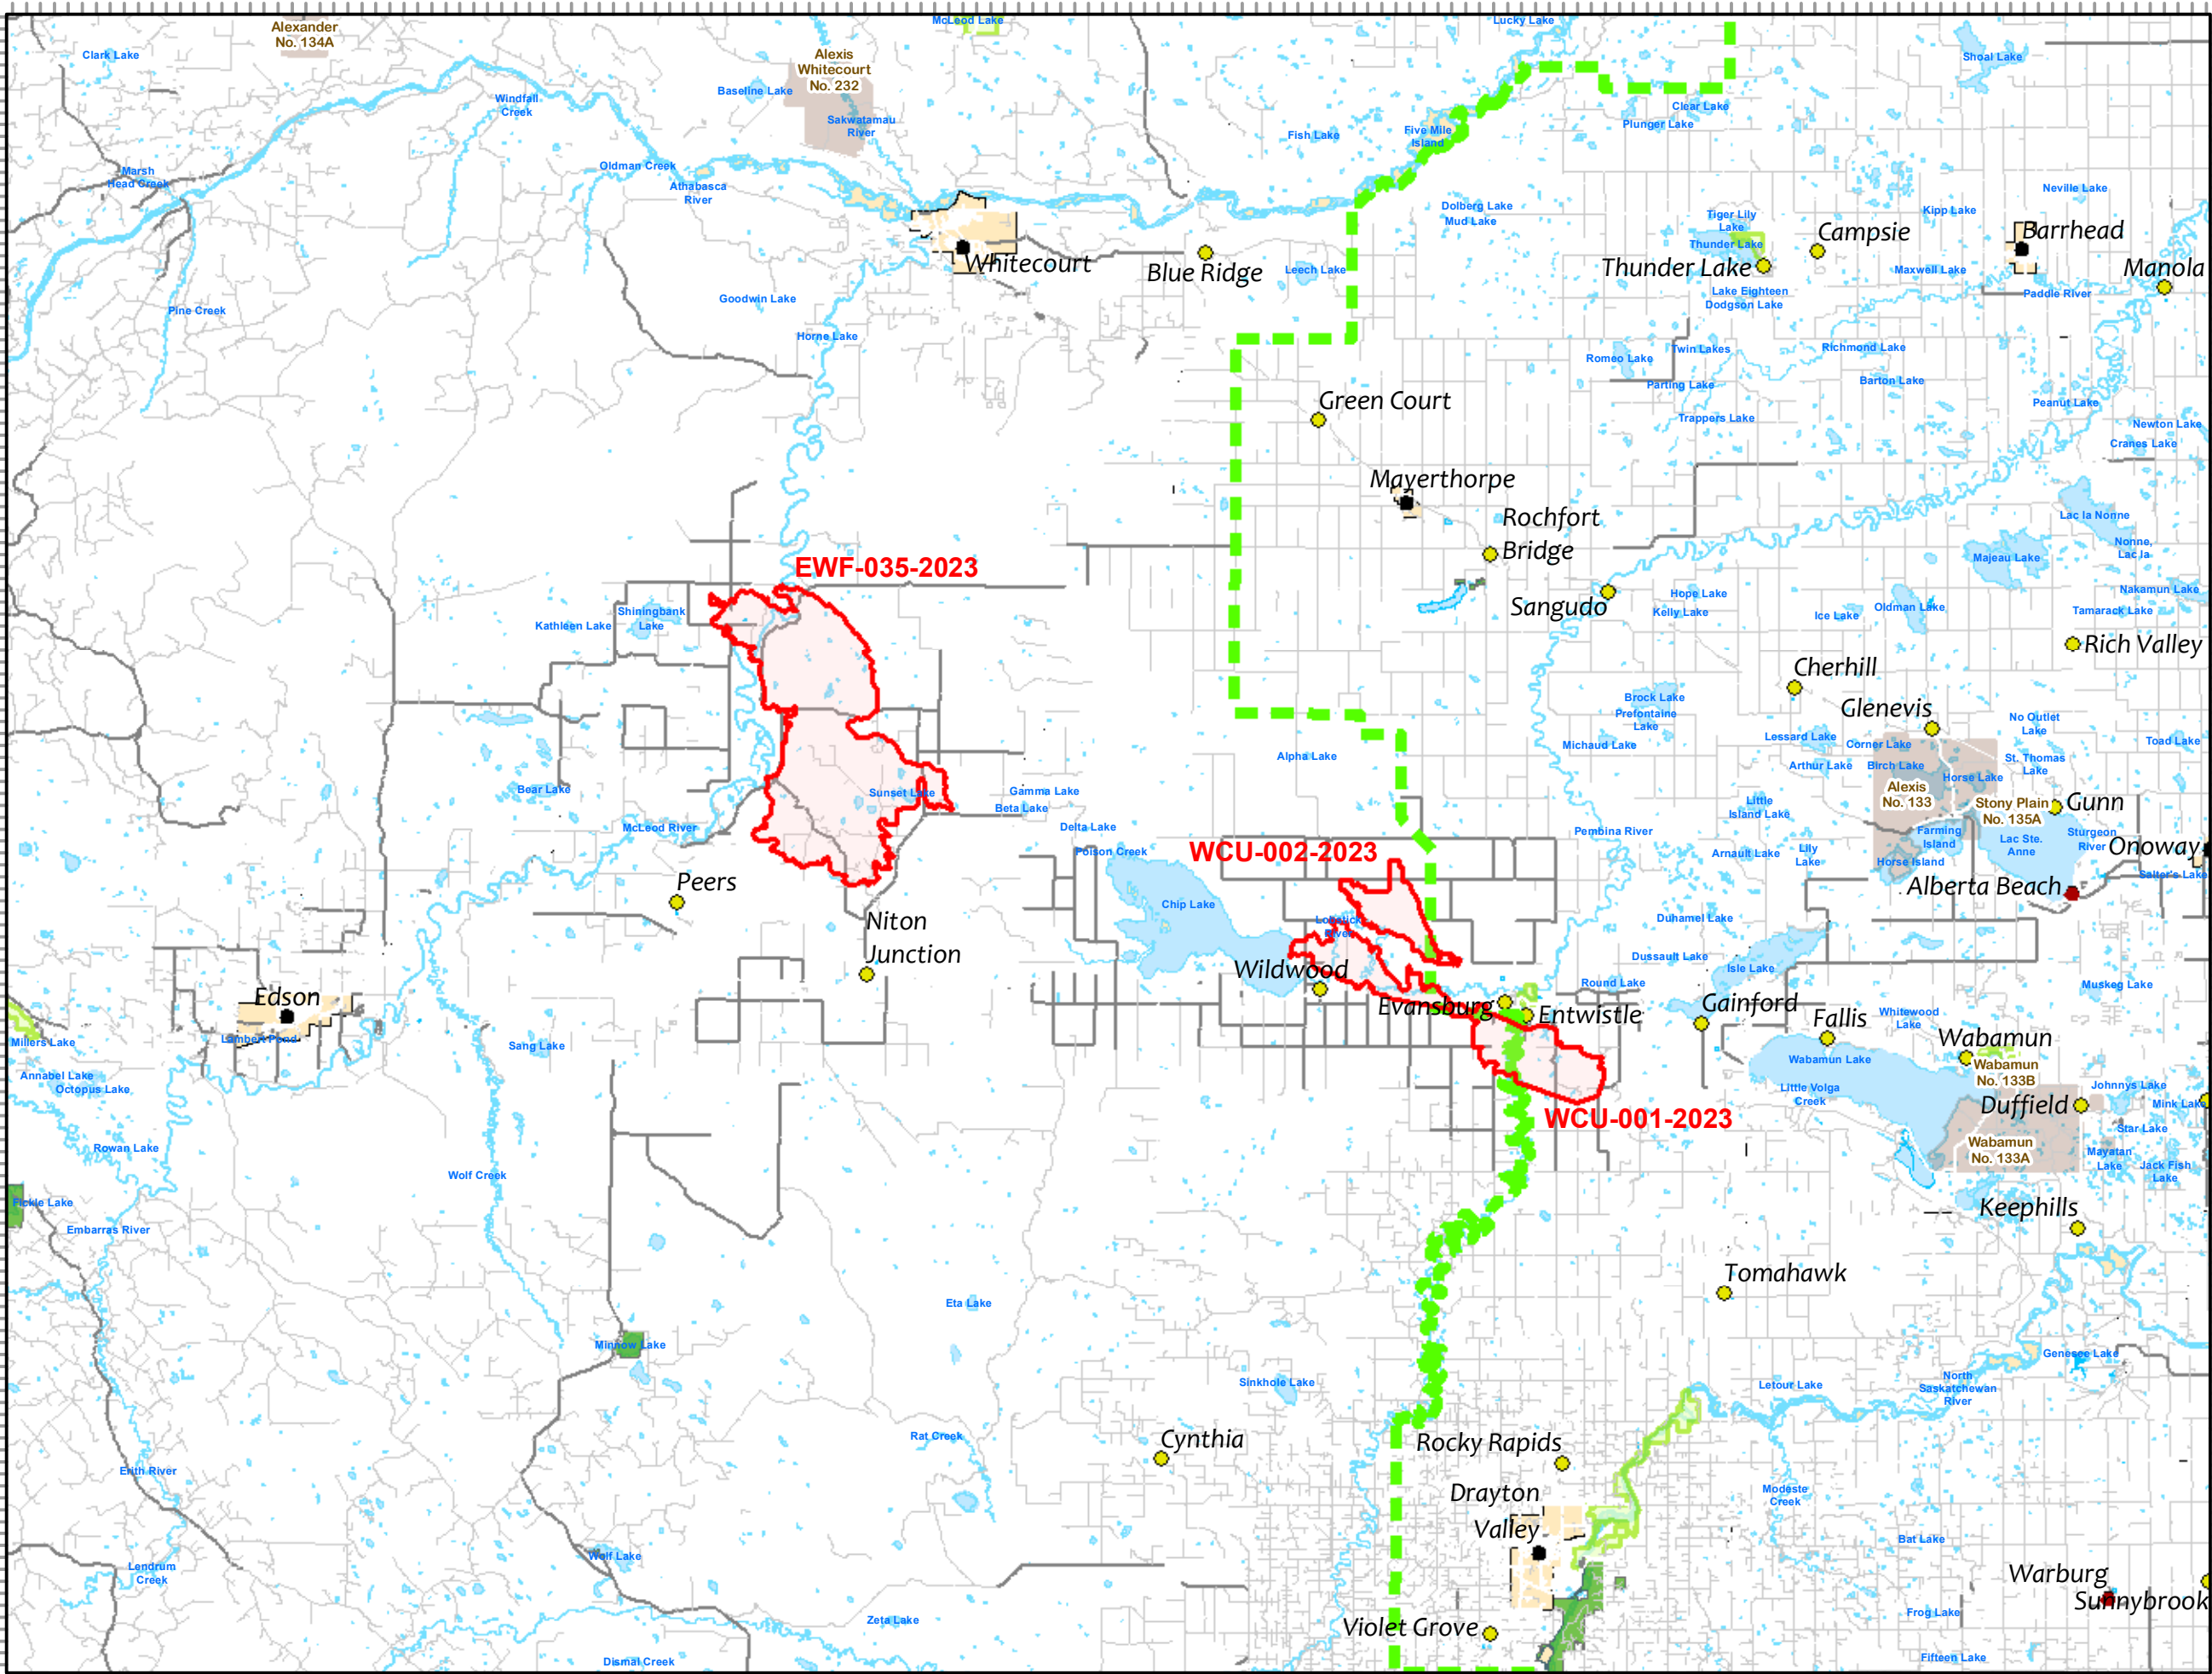 Alexander
No. 134A
McLeod Lake
Lucky Lake
Clark Lake
Alexis
Whitecourt
No. 232
Shoal Lake
Baseline Lake
Windfall
Creek
Clear Lake
Sakwatamau
River
Plunger Lake
Five Mile
Island
Fish Lake
Oldman Creek
Marsh
Head Creek
Athabasca
River
Neville Lake
Dolberg Lake
Mud Lake
Kipp Lake
Tiger Lily
Lake
Thunder Lake
Campsie
Barrhead
Whitecourt
Blue Ridge
Leech Lake
Thunder Lake
Maxwell Lake
Manola
Lake Eighteen
Dodgson Lake
Paddle River
Goodwin Lake
Pine Creek
Horne Lake
Romeo Lake
Twin Lakes
Richmond Lake
Parting Lake
Barton Lake
Green Court
Trappers Lake
Peanut Lake
Newton Lake
Cranes Lake
Mayerthorpe
Rochfort
Bridge
Lac la Nonne
Nonne,
Lac la
Majeau Lake
EWF-035-2023
Sangudo
Hope Lake
Kelly Lake
Nakamun Lake
Tamarack Lake
Ice Lake
Oldman Lake
Shiningbank
Lake
Kathleen Lake
Rich Valley
Cherhill
Brock Lake
Prefontaine
Lake
Glenevis
No Outlet
Lake
Michaud Lake
Lessard Lake
Corner Lake
Toad Lake
Alpha Lake
Arthur Lake
Birch Lake
St. Thomas
Lake
Horse Lake
Bear Lake
Sunset Lake
Gamma Lake
Beta Lake
Alexis
No. 133
Stony Plain
No. 135A
Gunn
Little
Island Lake
McLeod River
Delta Lake
Pembina River
Farming
Island
Lac Ste.
Anne
Sturgeon
River
Onoway
Poison Creek
WCU-002-2023
Arnault Lake
Lily
Lake
Horse Island
Salter's Lake
Peers
Alberta Beach
Chip Lake
Lobstick
River
Duhamel Lake
Niton
Junction
Dussault Lake
Isle Lake
Wildwood
Round Lake
Muskeg Lake
Edson
Evansburg
Entwistle
Gainford
Fallis
Whitewood
Lake
Lambert Pond
Millers Lake
Sang Lake
Wabamun
Wabamun Lake
Wabamun
No. 133B
Annabel Lake
Octopus Lake
Little Volga
Creek
Johnnys Lake
Duffield
Mink Lake
WCU-001-2023
Star Lake
Rowan Lake
Wabamun
No. 133A
Mayatan
Lake
Jack Fish
Lake
Wolf Creek
Fickle Lake
Keephills
Embarras River
Tomahawk
Eta Lake
Minnow Lake
Genesee Lake
Sinkhole Lake
Letour Lake
North
Saskatchewan
River
Rat Creek
Cynthia
Rocky Rapids
Erith River
Drayton
Valley
Modeste
Creek
Bat Lake
Wolf Lake
Lendrum
Creek
Warburg
Sunnybrook
Zeta Lake
Frog Lake
Violet Grove
Dismal Creek
Fifteen Lake